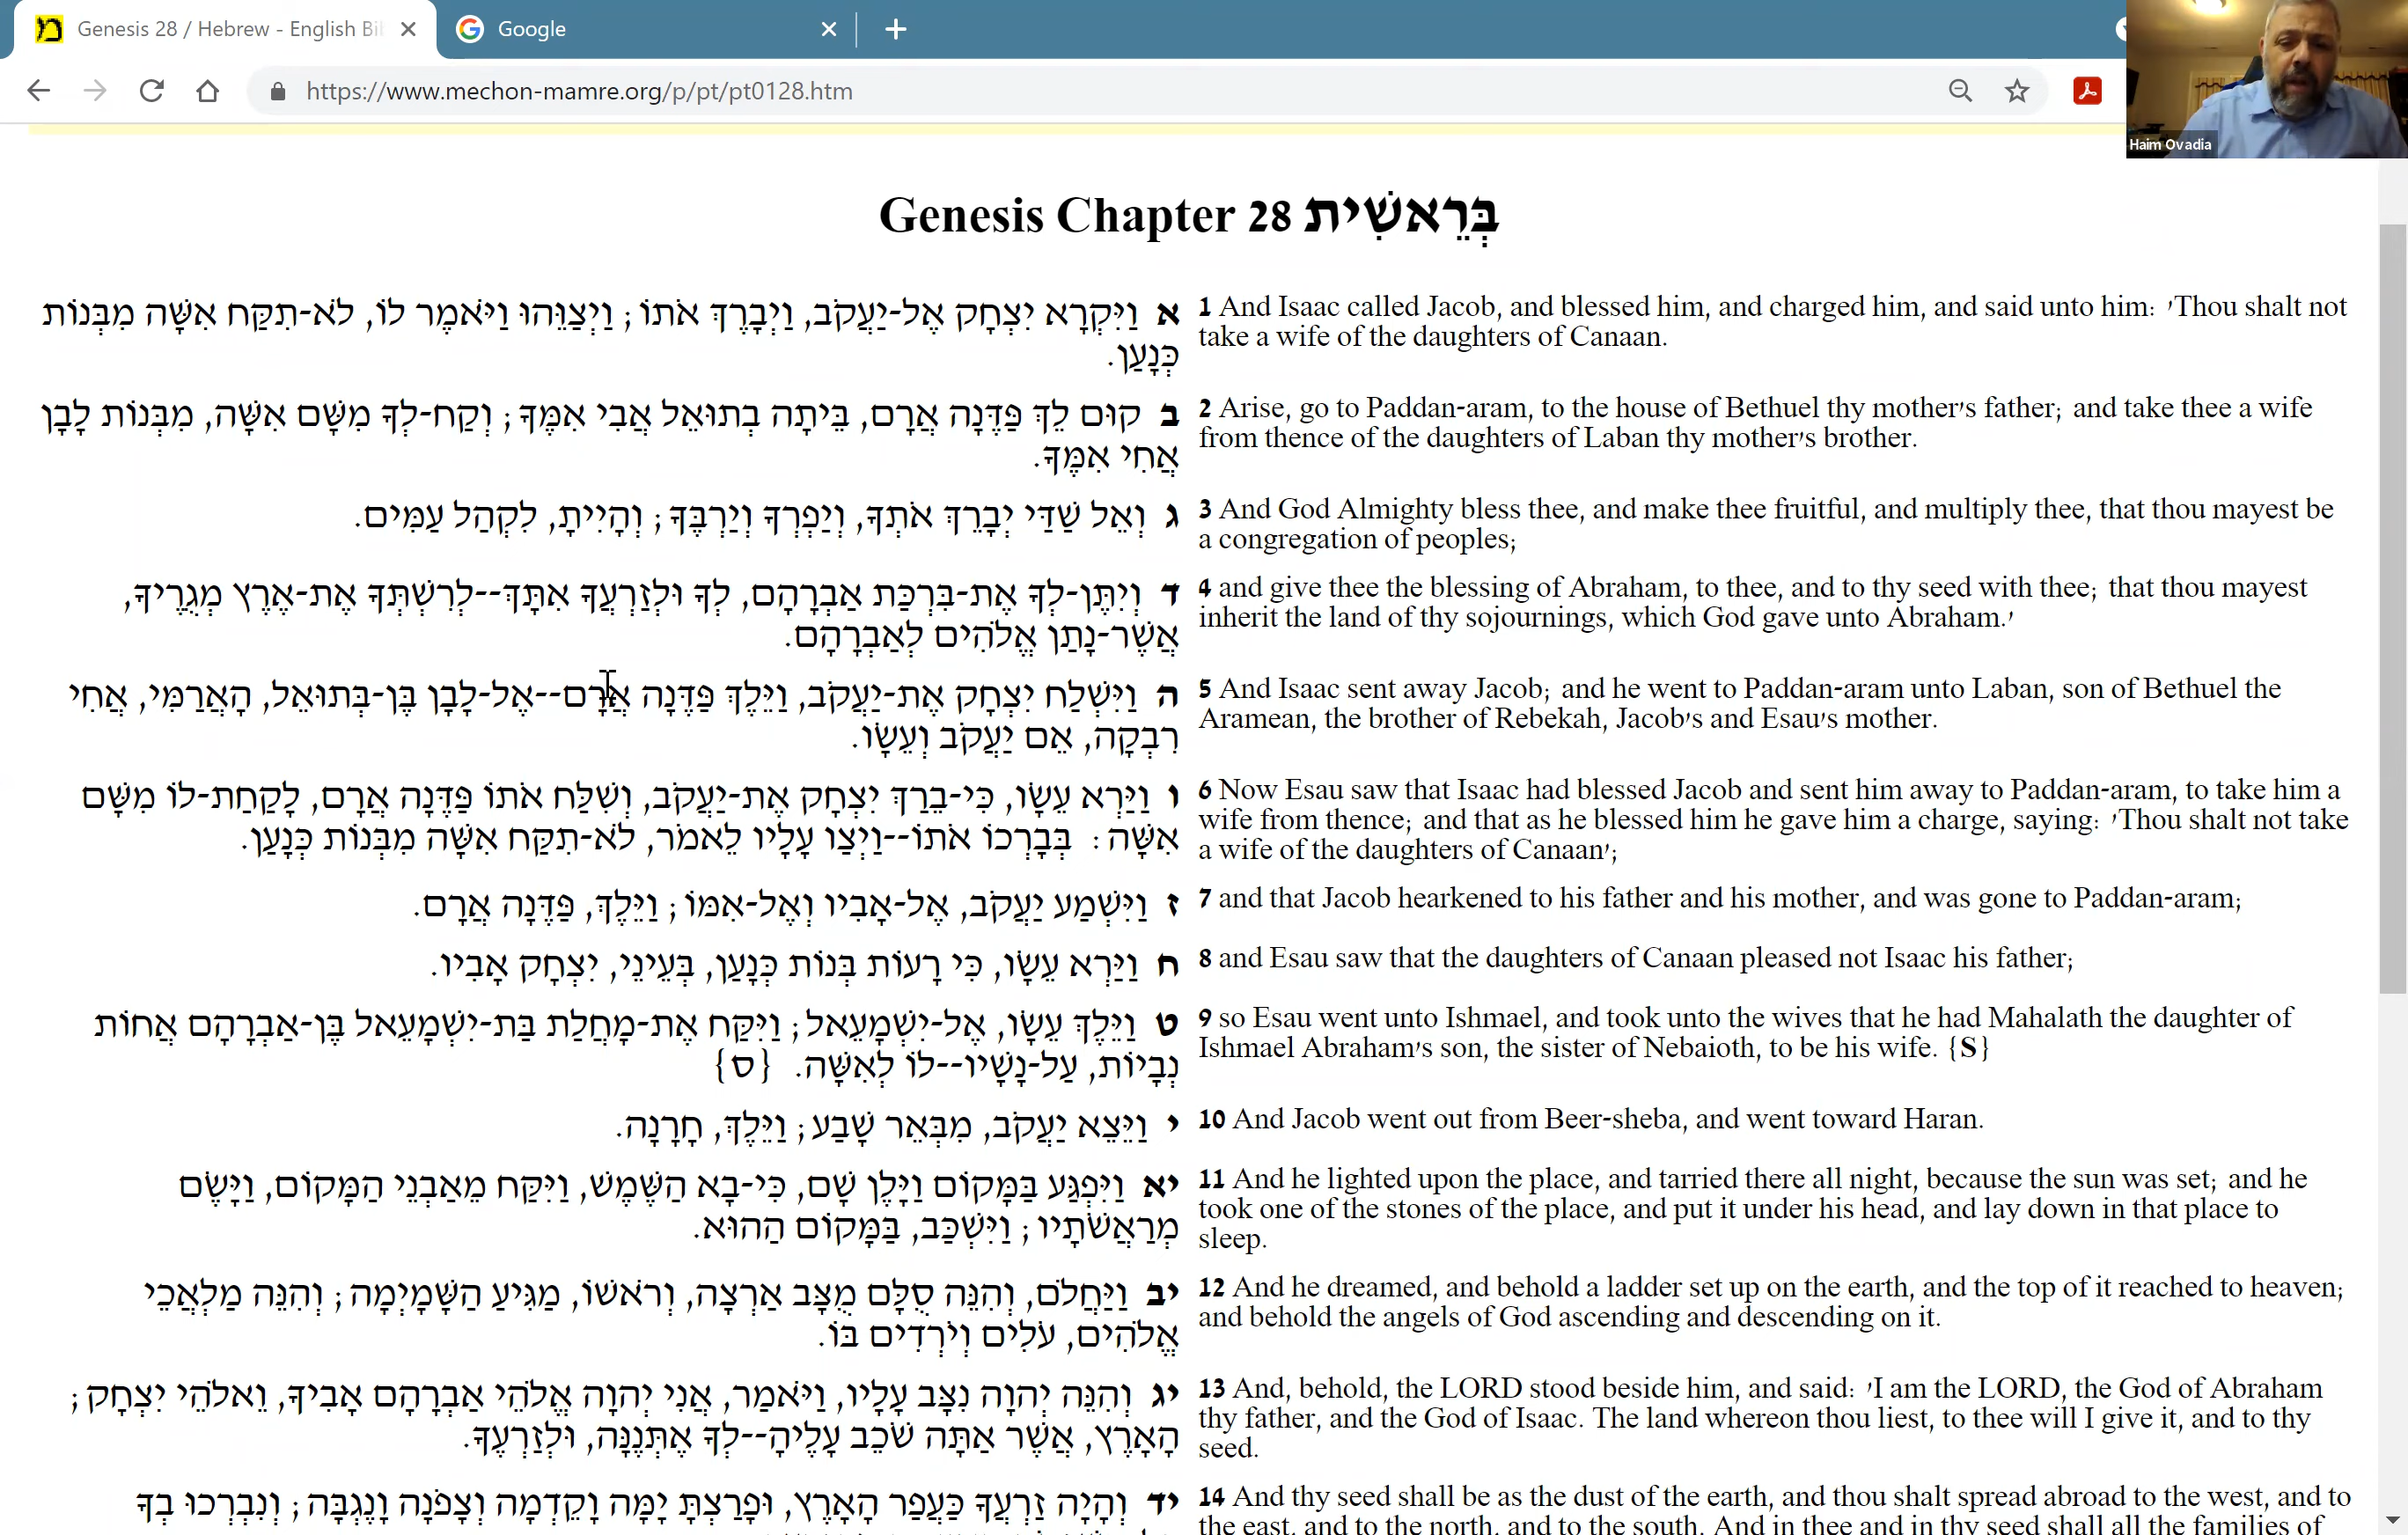 Genesis 28 / Hebrew - English Bi
Google
https://www.mechon-mamre.org/p/pt/pt0128.htm
Haim Ovadia
Genesis Chapter 28 בְּרֵאשִׁית
א וַיִּקְרָא יִצְחָק אֶל-יַעֲקֹב, וַיְבָרֶךְ אֹתוֹ; וַיְצַוֵּהוּ וַיֹּאמֶר לוֹ, לֹא-תִקַּח אִשָּׁה מִבְּנוֹת
כְּנָעַן.
1 And Isaac called Jacob, and blessed him, and charged him, and said unto him: 'Thou shalt not
take a wife of the daughters of Canaan.
ב קוּם לֵךְ פַּדֶּנָה אֲרָם, בֵּיתָה בְתוּאֵל אֲבִי אִמֶּךָ; וְקַח-לְךָ מִשָּׁם אִשָּׁה, מִבְּנוֹת לָבָן
אֲחִי אִמֶּךָ.
2 Arise, go to Paddan-aram, to the house of Bethuel thy mother's father; and take thee a wife
from thence of the daughters of Laban thy mother's brother.
ג וְאֵל שַׁדַּי יְבָרֵךְ אֹתְךָ, וְיַפְרְךָ וְיַרְבֶּךָ; וְהָיִיתָ, לִקְהַל עַמִּים.
3 And God Almighty bless thee, and make thee fruitful, and multiply thee, that thou mayest be
a congregation of peoples;
ד וְיִתֶּן-לְךָ אֶת-בִּרְכַּת אַבְרָהָם, לְךָ וּלְזַרְעֲךָ אִתָּךְ--לְרִשְׁתְּךָ אֶת-אֶרֶץ מְגֻרֶיךָ,
אֲשֶׁר-נָתַן אֱלֹהִים לְאַבְרָהָם.
4 and give thee the blessing of Abraham, to thee, and to thy seed with thee; that thou mayest
inherit the land of thy sojournings, which God gave unto Abraham.'
ה וַיִּשְׁלַח יִצְחָק אֶת-יַעֲקֹב, וַיֵּלֶךְ פַּדֶּנָה אֲרָם--אֶל-לָבָן בֶּן-בְּתוּאֵל, הָאֲרַמִּי, אֲחִי
רִבְקָה, אֵם יַעֲקֹב וְעֵשָׂו.
5 And Isaac sent away Jacob; and he went to Paddan-aram unto Laban, son of Bethuel the
Aramean, the brother of Rebekah, Jacob's and Esau's mother.
ו וַיַּרְא עֵשָׂו, כִּי-בֵרַךְ יִצְחָק אֶת-יַעֲקֹב, וְשִׁלַּח אֹתוֹ פַּדֶּנָה אֲרָם, לָקַחַת-לוֹ מִשָּׁם
אִשָּׁה: בְּבָרְכוֹ אֹתוֹ--וַיְצַו עָלָיו לֵאמֹר, לֹא-תִקַּח אִשָּׁה מִבְּנוֹת כְּנָעַן.
6 Now Esau saw that Isaac had blessed Jacob and sent him away to Paddan-aram, to take him a
wife from thence; and that as he blessed him he gave him a charge, saying: 'Thou shalt not take
a wife of the daughters of Canaan';
ז וַיִּשְׁמַע יַעֲקֹב, אֶל-אָבִיו וְאֶל-אִמּוֹ; וַיֵּלֶךְ, פַּדֶּנָה אֲרָם.
7 and that Jacob hearkened to his father and his mother, and was gone to Paddan-aram;
ח וַיַּרְא עֵשָׂו, כִּי רָעוֹת בְּנוֹת כְּנָעַן, בְּעֵינֵי, יִצְחָק אָבִיו.
8 and Esau saw that the daughters of Canaan pleased not Isaac his father;
ט וַיֵּלֶךְ עֵשָׂו, אֶל-יִשְׁמָעֵאל; וַיִּקַּח אֶת-מָחֲלַת בַּת-יִשְׁמָעֵאל בֶּן-אַבְרָהָם אֲחוֹת
נְבָיוֹת, עַל-נָשָׁיו--לוֹ לְאִשָּׁה. {ס}
9 so Esau went unto Ishmael, and took unto the wives that he had Mahalath the daughter of
Ishmael Abraham's son, the sister of Nebaioth, to be his wife. {S}
י וַיֵּצֵא יַעֲקֹב, מִבְּאֵר שָׁבַע; וַיֵּלֶךְ, חָרָנָה.
10 And Jacob went out from Beer-sheba, and went toward Haran.
יא וַיִּפְגַּע בַּמָּקוֹם וַיָּלֶן שָׁם, כִּי-בָא הַשֶּׁמֶשׁ, וַיִּקַּח מֵאַבְנֵי הַמָּקוֹם, וַיָּשֶׂם
מְרַאֲשֹׁתָיו; וַיִּשְׁכַּב, בַּמָּקוֹם הַהוּא.
11 And he lighted upon the place, and tarried there all night, because the sun was set; and he
took one of the stones of the place, and put it under his head, and lay down in that place to
sleep.
יב וַיַּחֲלֹם, וְהִנֵּה סֻלָּם מֻצָּב אַרְצָה, וְרֹאשׁוֹ, מַגִּיעַ הַשָּׁמָיְמָה; וְהִנֵּה מַלְאֲכֵי
אֱלֹהִים, עֹלִים וְיֹרְדִים בּוֹ.
12 And he dreamed, and behold a ladder set up on the earth, and the top of it reached to heaven;
and behold the angels of God ascending and descending on it.
יג וְהִנֵּה יְהוָה נִצָּב עָלָיו, וַיֹּאמַר, אֲנִי יְהוָה אֱלֹהֵי אַבְרָהָם אָבִיךָ, וֵאלֹהֵי יִצְחָק;
הָאָרֶץ, אֲשֶׁר אַתָּה שֹׁכֵב עָלֶיהָ--לְךָ אֶתְּנֶנָּה, וּלְזַרְעֶךָ.
13 And, behold, the LORD stood beside him, and said: 'I am the LORD, the God of Abraham
thy father, and the God of Isaac. The land whereon thou liest, to thee will I give it, and to thy
seed.
יד וְהָיָה זַרְעֲךָ כַּעֲפַר הָאָרֶץ, וּפָרַצְתָּ יָמָּה וָקֵדְמָה וְצָפֹנָה וָנֶגְבָּה; וְנִבְרְכוּ בְךָ
14 And thy seed shall be as the dust of the earth, and thou shalt spread abroad to the west, and to
the east, and to the north, and to the south. And in thee and in thy seed shall all the families of